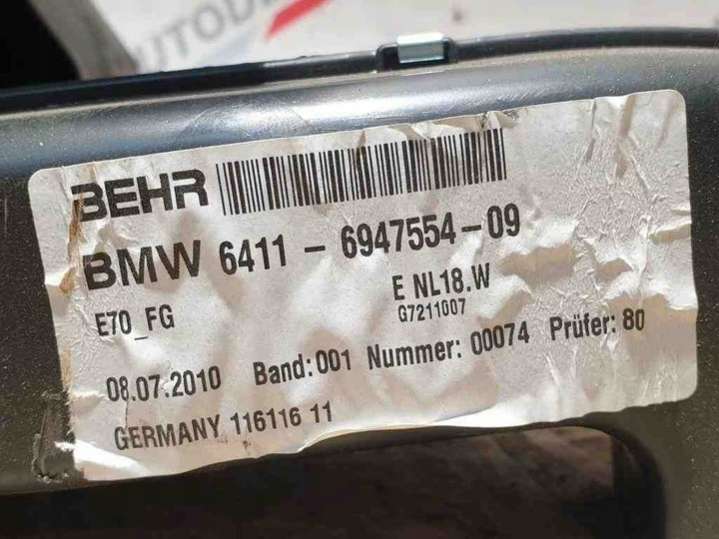 BEHR
BMW 6411 - 6947554-09
E70_FG
E NL18.W
G7211007
08.07.2010 Band:001 Nummer: 00074 Prüfer: 80
GERMANY 116116 11